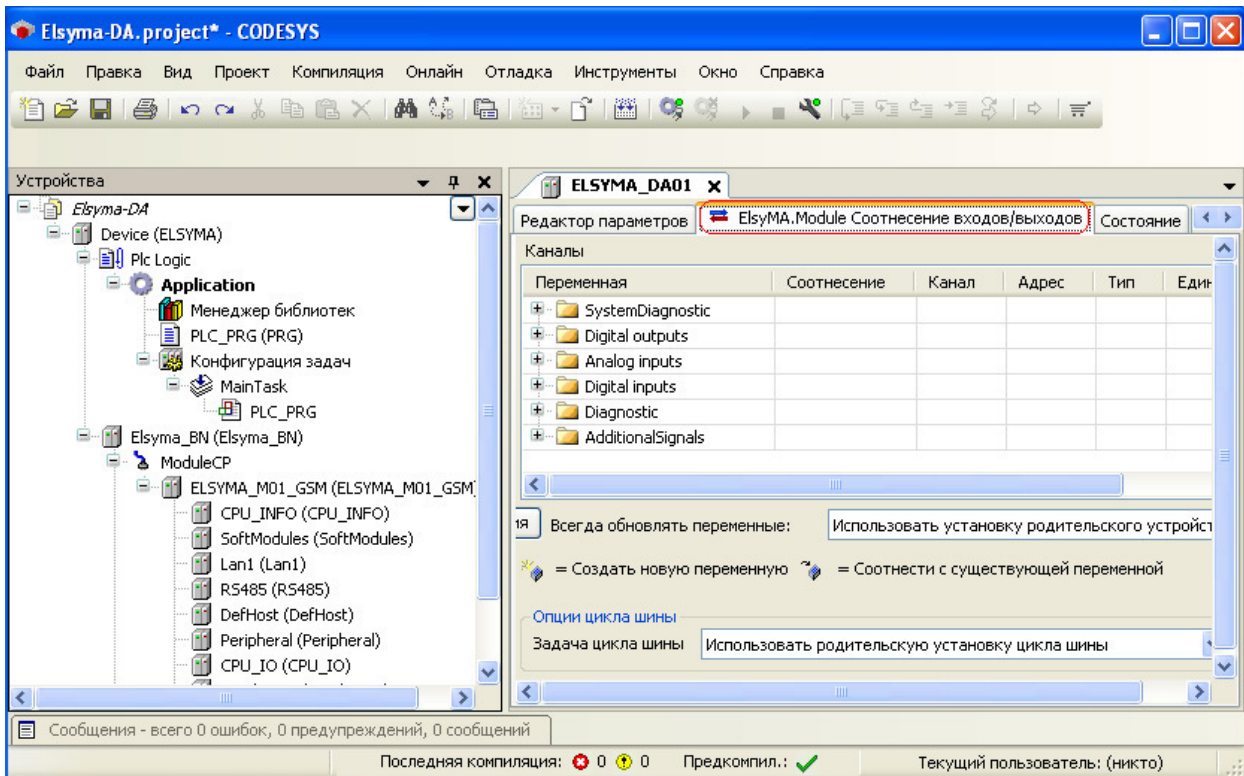 Elsyma-DA.project* - CODESYS
Файл Правка Вид Проект Компиляция Онлайн Отладка Инструменты Окно Справка
Устройства
Elsyma-DA
Device (ELSYMA)
Plc Logic
Application
Менеджер библиотек
PLC_PRG (PRG)
Конфигурация задач
MainTask
PLC_PRG
Elsyma_BN (Elsyma_BN)
ModuleCP
ELSYMA_M01_GSM (ELSYMA_M01_GSM)
CPU_INFO (CPU_INFO)
SoftModules (SoftModules)
Lan1 (Lan1)
RS485 (RS485)
DefHost (DefHost)
Peripheral (Peripheral)
CPU_IO (CPU_IO)
ELSYMA_DA01
Редактор параметров ElsyMA.Module Соотнесение входов/выходов Состояние
Каналы
Переменная Соотнесение Канал Адрес Тип Един
SystemDiagnostic
Digital outputs
Analog inputs
Digital inputs
Diagnostic
AdditionalSignals
ия Всегда обновлять переменные: Использовать установку родительского устройст
= Создать новую переменную = Соотнести с существующей переменной
Опции цикла шины
Задача цикла шины Использовать родительскую установку цикла шины
Сообщения - всего 0 ошибок, 0 предупреждений, 0 сообщений
Последняя компиляция: 0 0 Предкомпил.: Текущий пользователь: (никто)